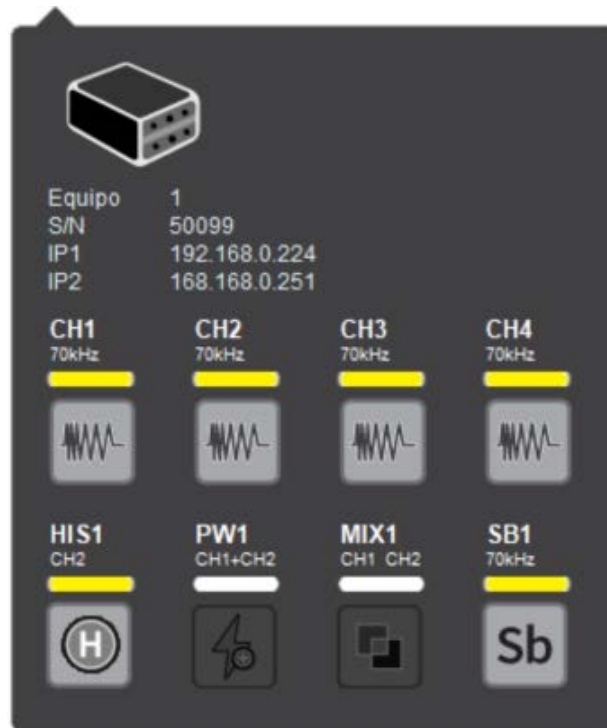 Equipo 1
S/N 50099
IP1 192.168.0.224
IP2 168.168.0.251
CH1 CH2 CH3 CH4
70kHz 70kHz 70kHz 70kHz
HIS1 PW1 MIX1 SB1
CH2 CH1+CH2 CH1 CH2 70kHz
H Sb